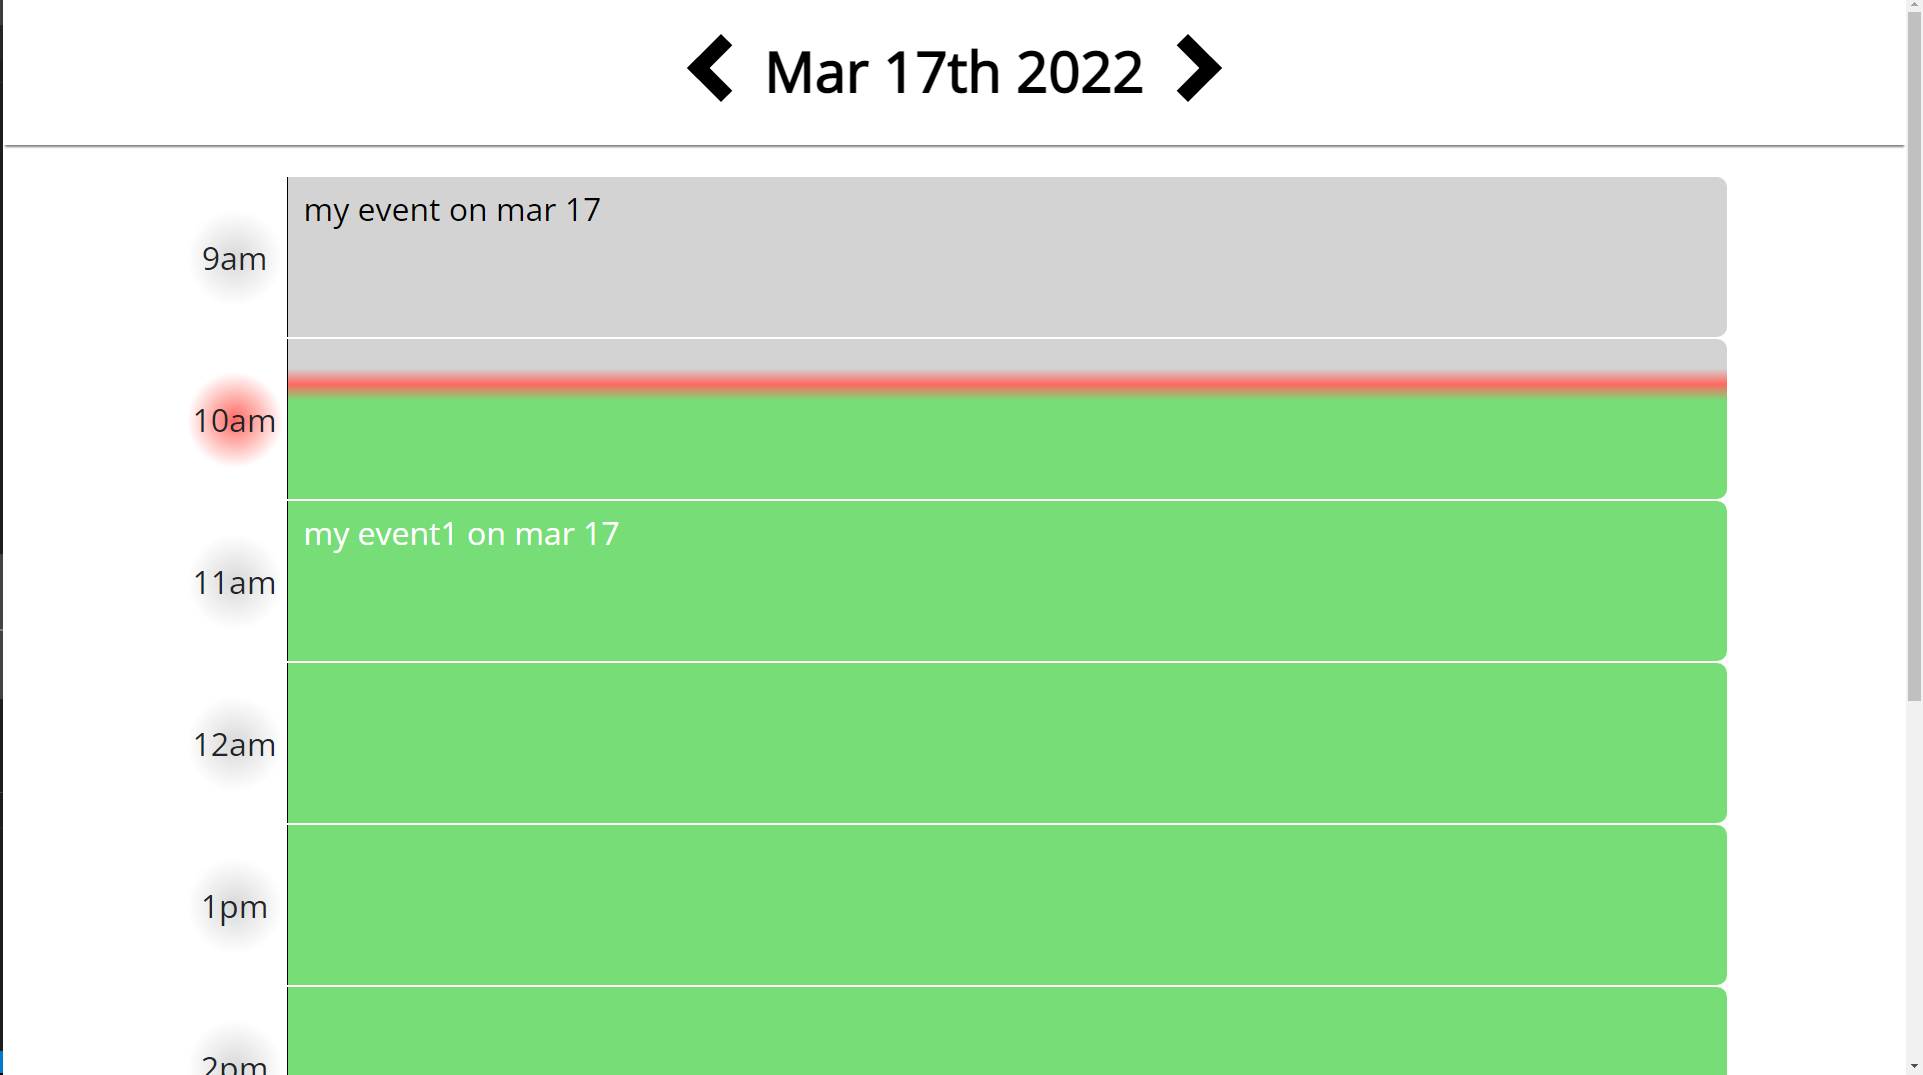 Mar 17th 2022
my event on mar 17
9am
10am
my event1 on mar 17
11am
12am
1pm
2pm